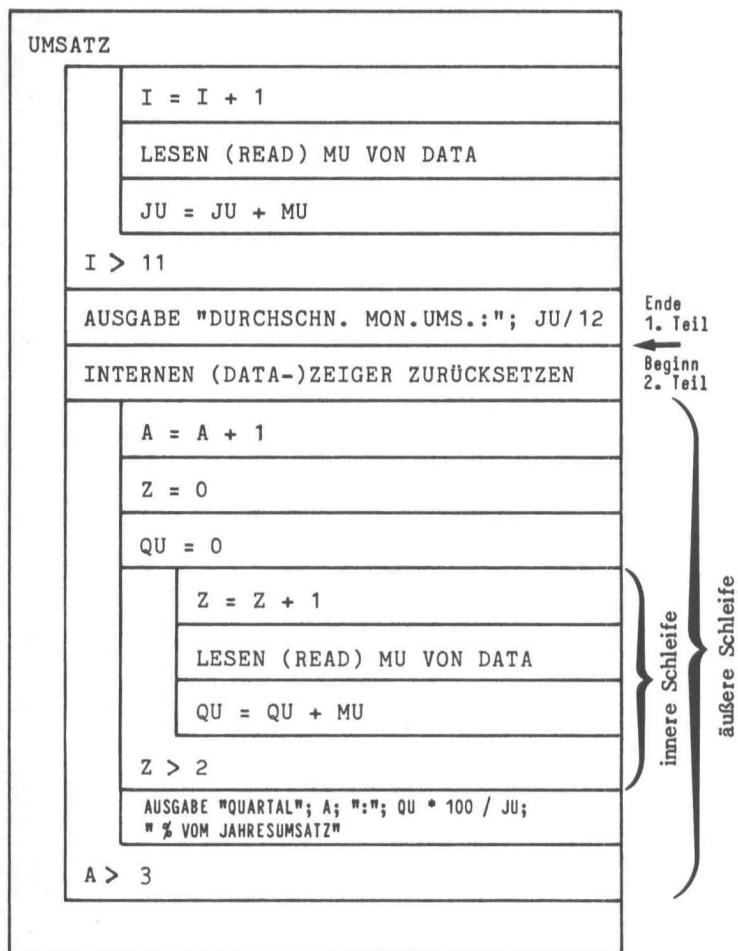 UMSATZ
I = I + 1
LESEN (READ) MU VON DATA
JU = JU + MU
I > 11
AUSGABE "DURCHSCHN. MON.UMS.:"; JU/12
Ende
1. Teil
Beginn
2. Teil
INTERNEN (DATA-)ZEIGER ZURÜCKSETZEN
A = A + 1
Z = 0
QU = 0
Z = Z + 1
LESEN (READ) MU VON DATA
QU = QU + MU
Z > 2
innere Schleife
äußere Schleife
AUSGABE "QUARTAL"; A; ":"; QU * 100 / JU;
" % VOM JAHRESUMSATZ"
A > 3